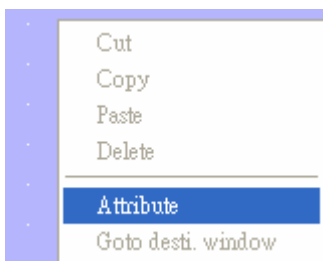 Cut
Copy
Paste
Delete
Attribute
Goto desti. window